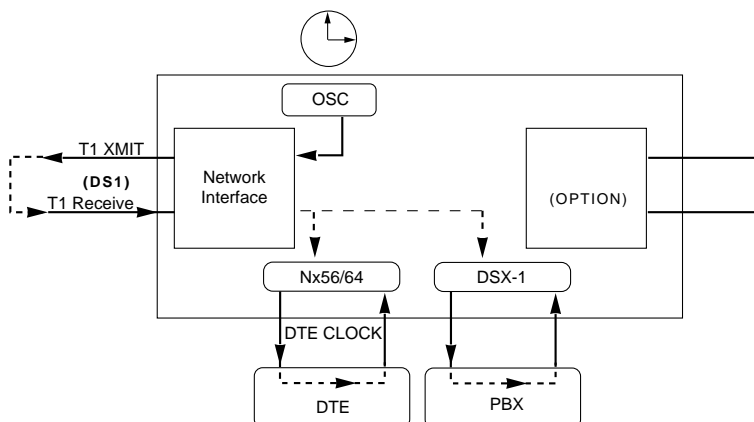 OSC
T1 XMIT
(DS1)
T1 Receive
Network
Interface
(OPTION)
Nx56/64
DSX-1
DTE CLOCK
DTE
PBX